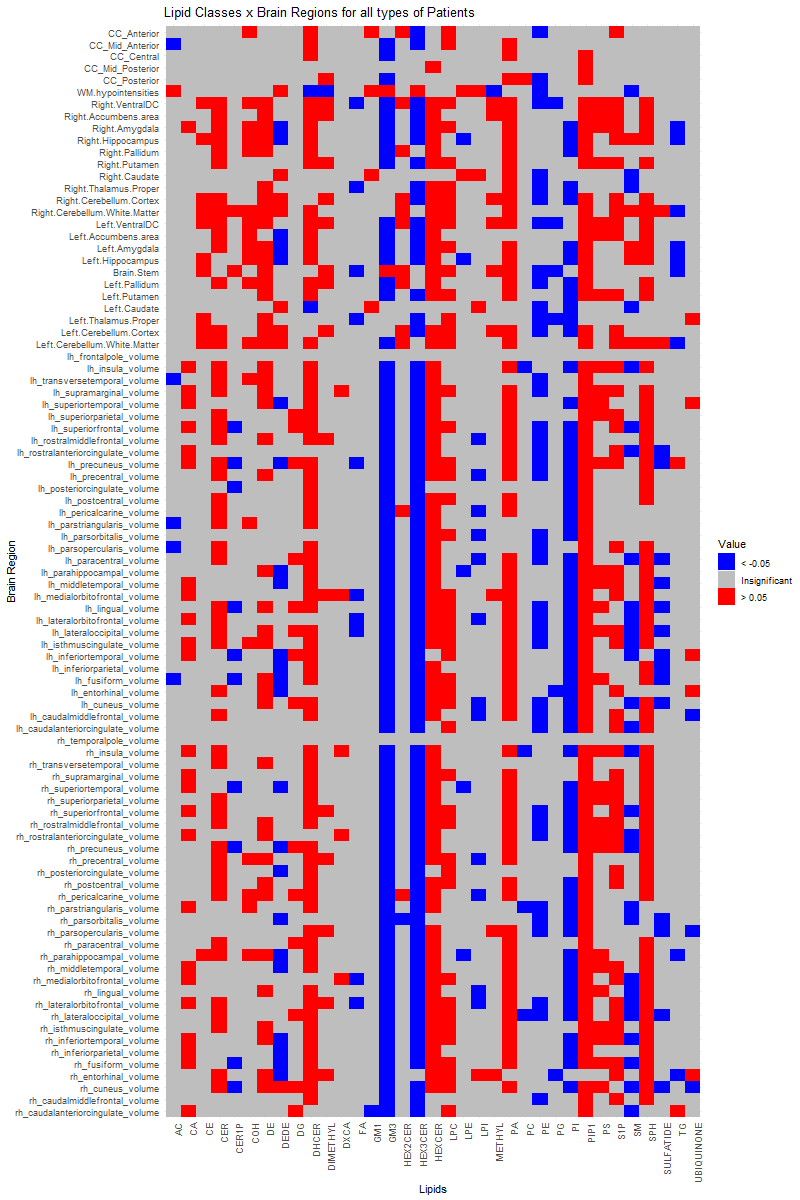 Lipid Classes x Brain Regions for all types of Patients
CC_Anterior
CC_Mid_Anterior
CC_Central
CC_Mid_Posterior
CC_Posterior
WM.hypointensities
Right.VentralDC
Right.Accumbens.area
Right.Amygdala
Right.Hippocampus
Right.Pallidum
Right.Putamen
Right.Caudate
Right.Thalamus.Proper
Right.Cerebellum.Cortex
Right.Cerebellum.White.Matter
Left.VentralDC
Left.Accumbens.area
Left.Amygdala
Left.Hippocampus
Brain.Stem
Left.Pallidum
Left.Putamen
Left.Caudate
Left.Thalamus.Proper
Left.Cerebellum.Cortex
Left.Cerebellum.White.Matter
lh_frontalpole_volume
lh_insula_volume
lh_transversetemporal_volume
lh_supramarginal_volume
lh_superiortemporal_volume
lh_superiorparietal_volume
lh_superiorfrontal_volume
lh_rostralmiddlefrontal_volume
lh_rostralanteriorcingulate_volume
lh_precuneus_volume
lh_precentral_volume
lh_posteriorcingulate_volume
lh_postcentral_volume
lh_pericalcarine_volume
lh_parstriangularis_volume
lh_parsorbitalis_volume
lh_parsopercularis_volume
lh_paracentral_volume
lh_parahippocampal_volume
lh_middletemporal_volume
lh_medialorbitofrontal_volume
lh_lingual_volume
lh_lateralorbitofrontal_volume
lh_lateraloccipital_volume
lh_isthmuscingulate_volume
lh_inferiortemporal_volume
lh_inferiorparietal_volume
lh_fusiform_volume
lh_entorhinal_volume
lh_cuneus_volume
lh_caudalmiddlefrontal_volume
lh_caudalanteriorcingulate_volume
rh_temporalpole_volume
rh_insula_volume
rh_transversetemporal_volume
rh_supramarginal_volume
rh_superiortemporal_volume
rh_superiorparietal_volume
rh_superiorfrontal_volume
rh_rostralmiddlefrontal_volume
rh_rostralanteriorcingulate_volume
rh_precuneus_volume
rh_precentral_volume
rh_posteriorcingulate_volume
rh_postcentral_volume
rh_pericalcarine_volume
rh_parstriangularis_volume
rh_parsorbitalis_volume
rh_parsopercularis_volume
rh_paracentral_volume
rh_parahippocampal_volume
rh_middletemporal_volume
rh_medialorbitofrontal_volume
rh_lingual_volume
rh_lateralorbitofrontal_volume
rh_lateraloccipital_volume
rh_isthmuscingulate_volume
rh_inferiortemporal_volume
rh_inferiorparietal_volume
rh_fusiform_volume
rh_entorhinal_volume
rh_cuneus_volume
rh_caudalmiddlefrontal_volume
rh_caudalanteriorcingulate_volume
Brain Region
AC
CA
CE
CER
CER1P
COH
DE
DEDE
DG
DHCER
DIMETHYL
DXCA
FA
GM1
GM3
HEX2CER
HEX3CER
HEXCER
LPC
LPE
LPI
METHYL
PA
PC
PE
PG
PI
PIP1
PS
S1P
SM
SPH
SULFATIDE
TG
UBIQUINONE
Lipids
Value
< -0.05
Insignificant
> 0.05